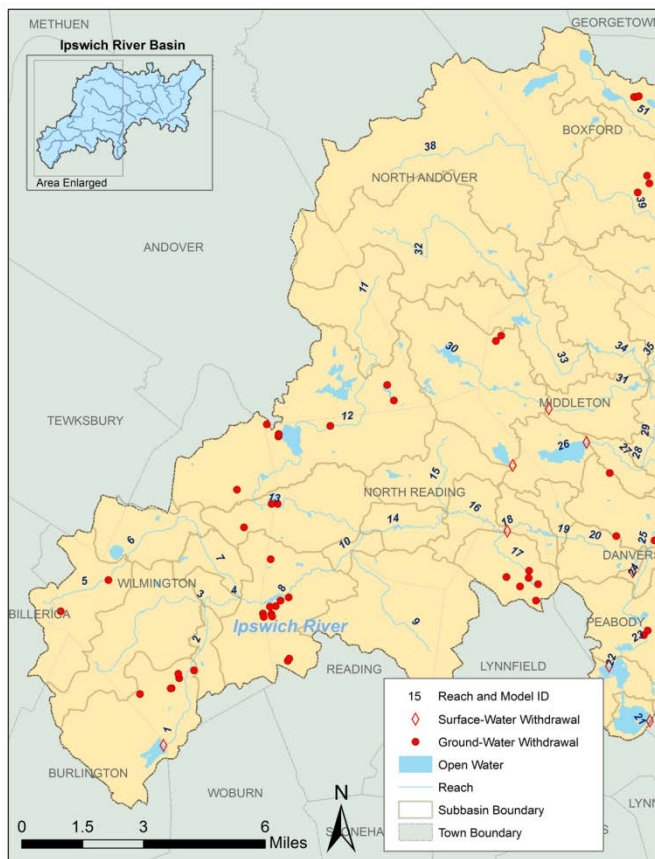 METHUEN
GEORGETOWN
Ipswich River Basin
Area Enlarged
51
BOXFORD
38
NORTH ANDOVER
39
ANDOVER
32
11
30
33
34
35
31
MIDDLETON
TEWKSBURY
12
29
26
27
28
15
NORTH READING
13
16
18
14
19
20
25
6
10
17
DANVERS
7
24
5
WILMINGTON
4
8
3
BILLERICA
Ipswich River
9
PEABODY
23
2
READING
LYNNFIELD
22
21
1
BURLINGTON
WOBURN
15 Reach and Model ID
Surface-Water Withdrawal
Ground-Water Withdrawal
Open Water
Reach
Subbasin Boundary
Town Boundary
N
0 1.5 3 6
Miles
STONEHA
LYNN
S